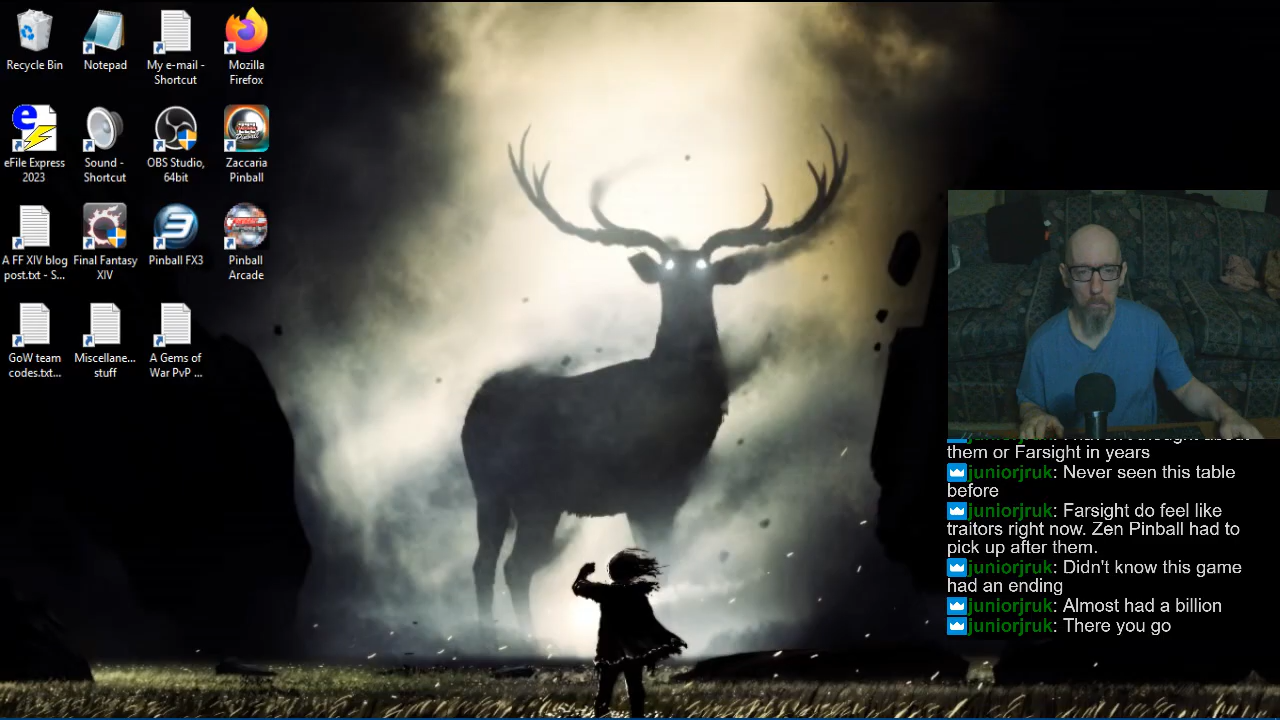 Recycle Bin
Notepad
My e-mail - Shortcut
Mozilla Firefox
eFile Express 2023
Sound - Shortcut
OBS Studio, 64bit
Zaccaria Pinball
A FF XIV blog post.txt - S...
Final Fantasy XIV
Pinball FX3
Pinball Arcade
GoW team codes.txt...
Miscellane... stuff
A Gems of War PvP ...
them or Farsight in years
juniorjruk: Never seen this table
before
juniorjruk: Farsight do feel like
traitors right now. Zen Pinball had to
pick up after them.
juniorjruk: Didn't know this game
had an ending
juniorjruk: Almost had a billion
juniorjruk: There you go